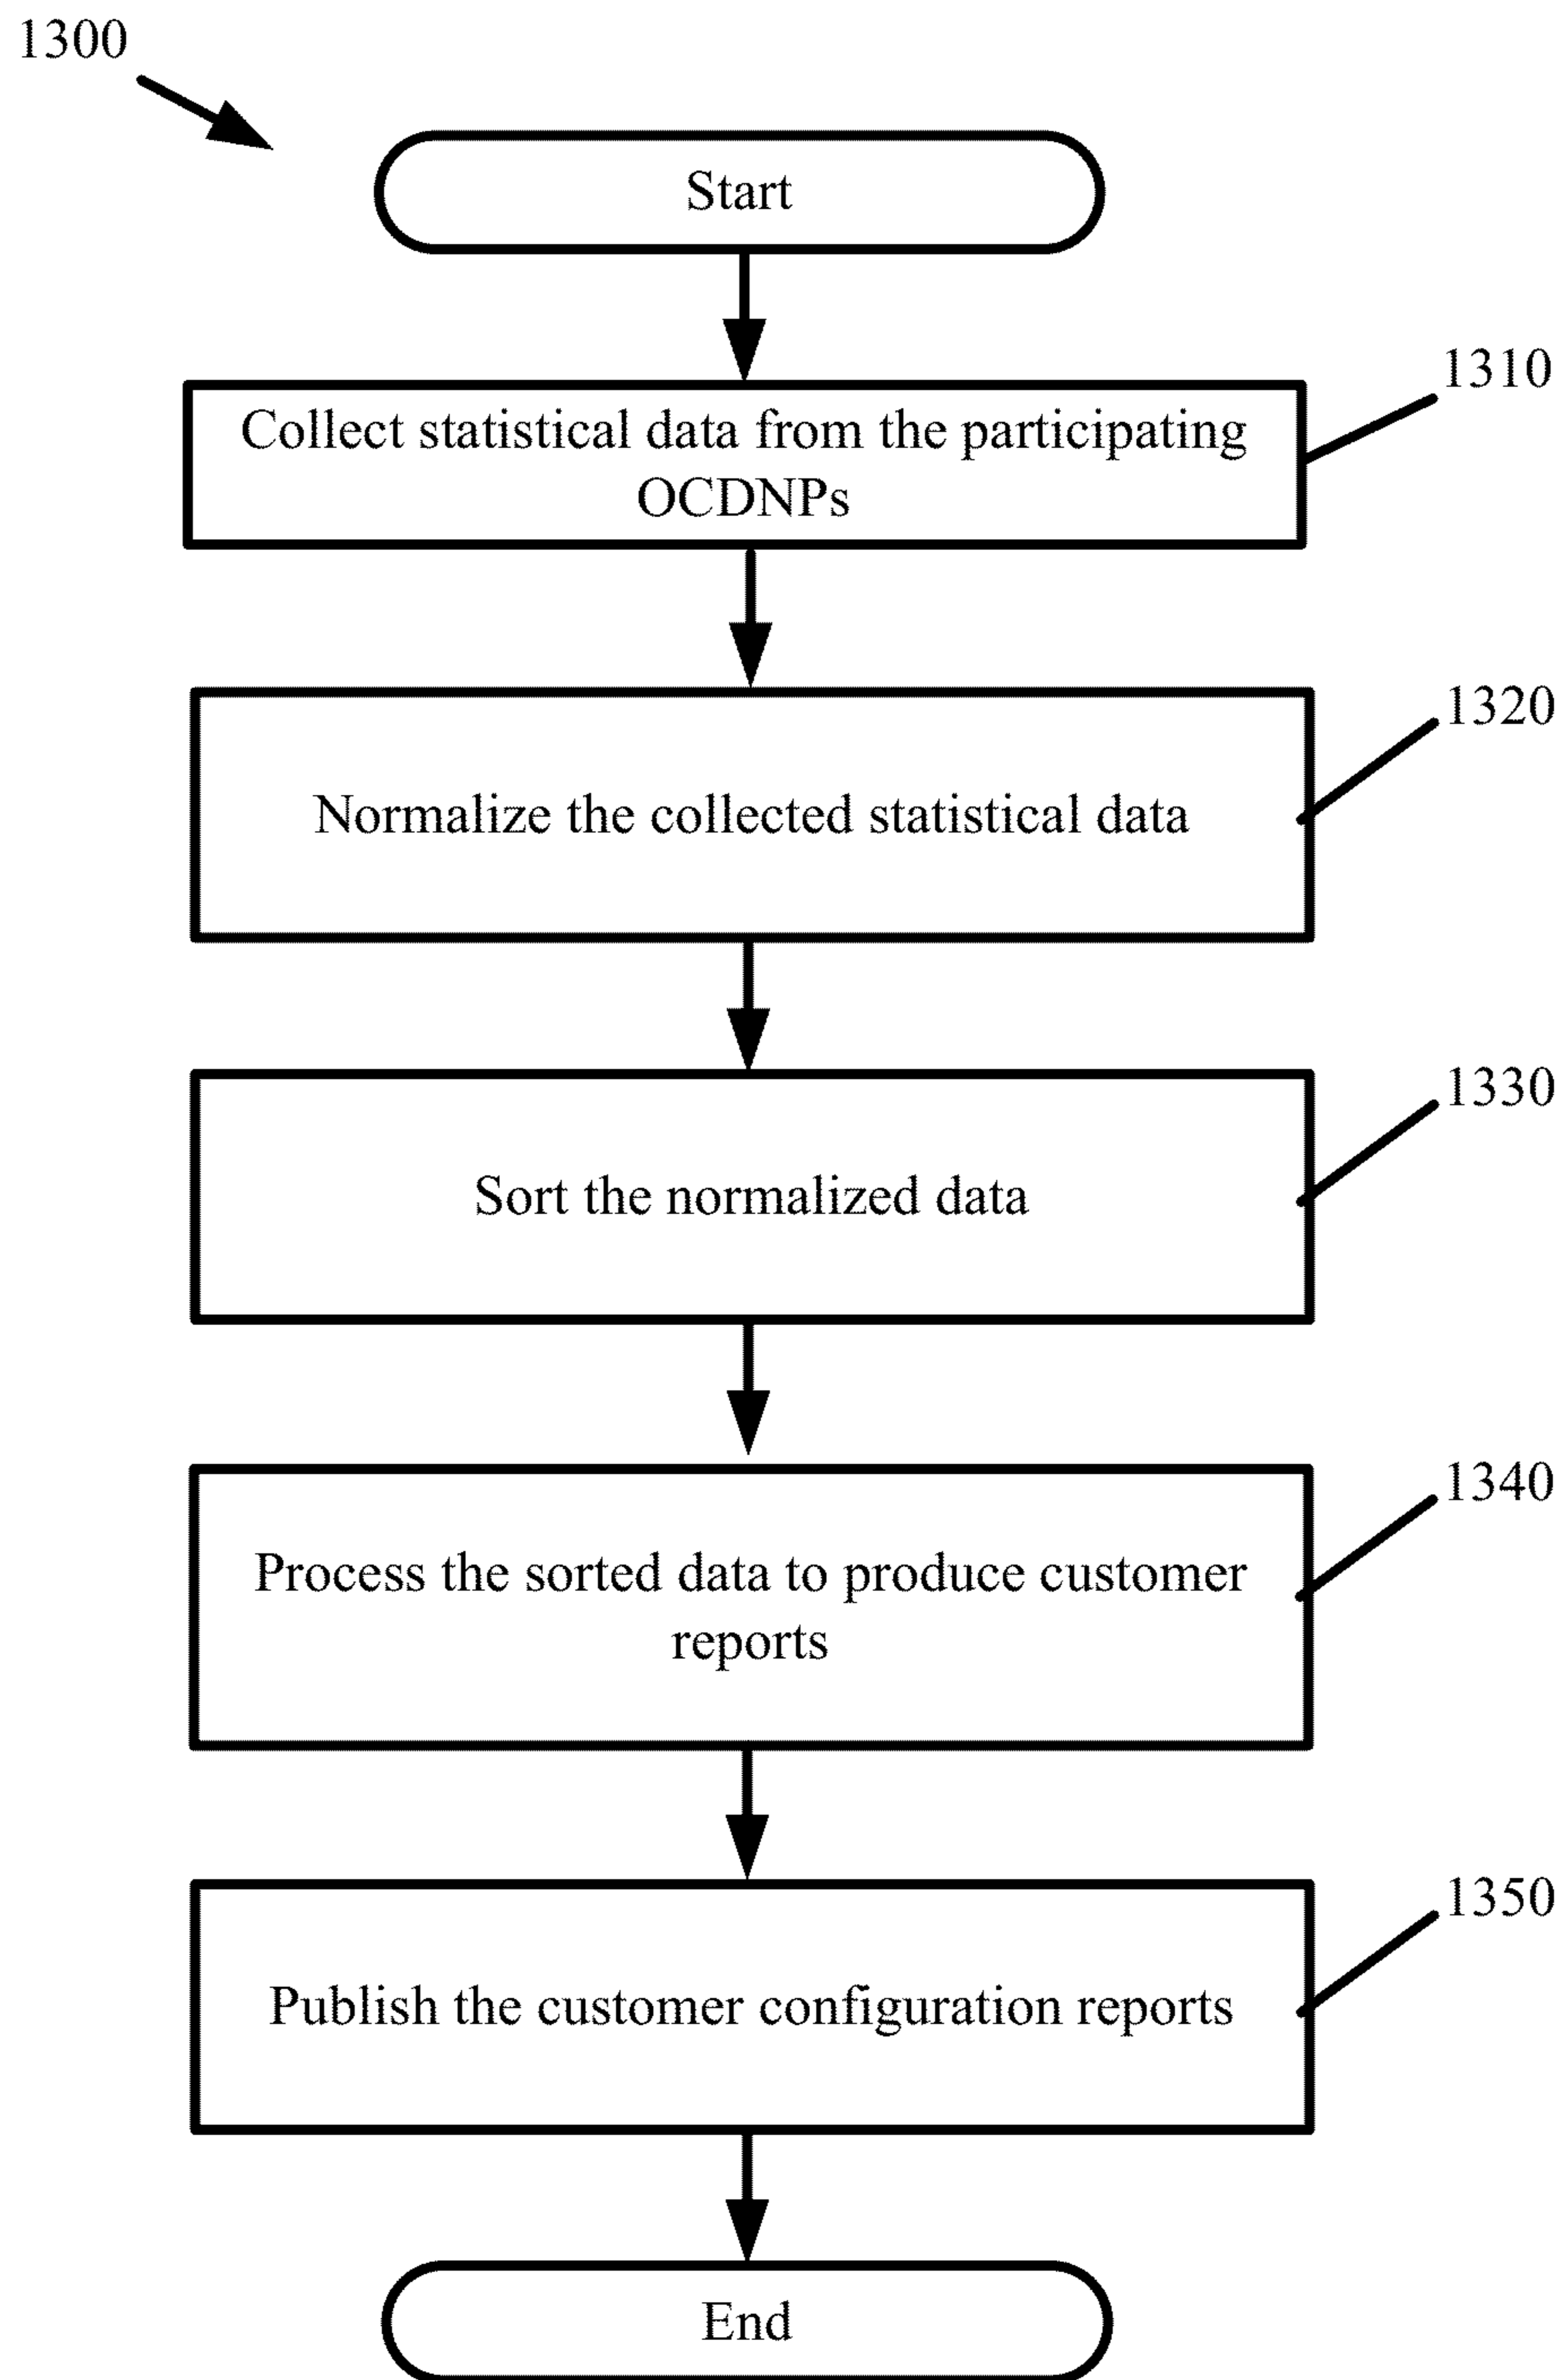 1300
Start
1310
Collect statistical data from the participating
OCDNPs
1320
Normalize the collected statistical data
1330
Sort the normalized data
1340
Process the sorted data to produce customer
reports
1350
Publish the customer configuration reports
End